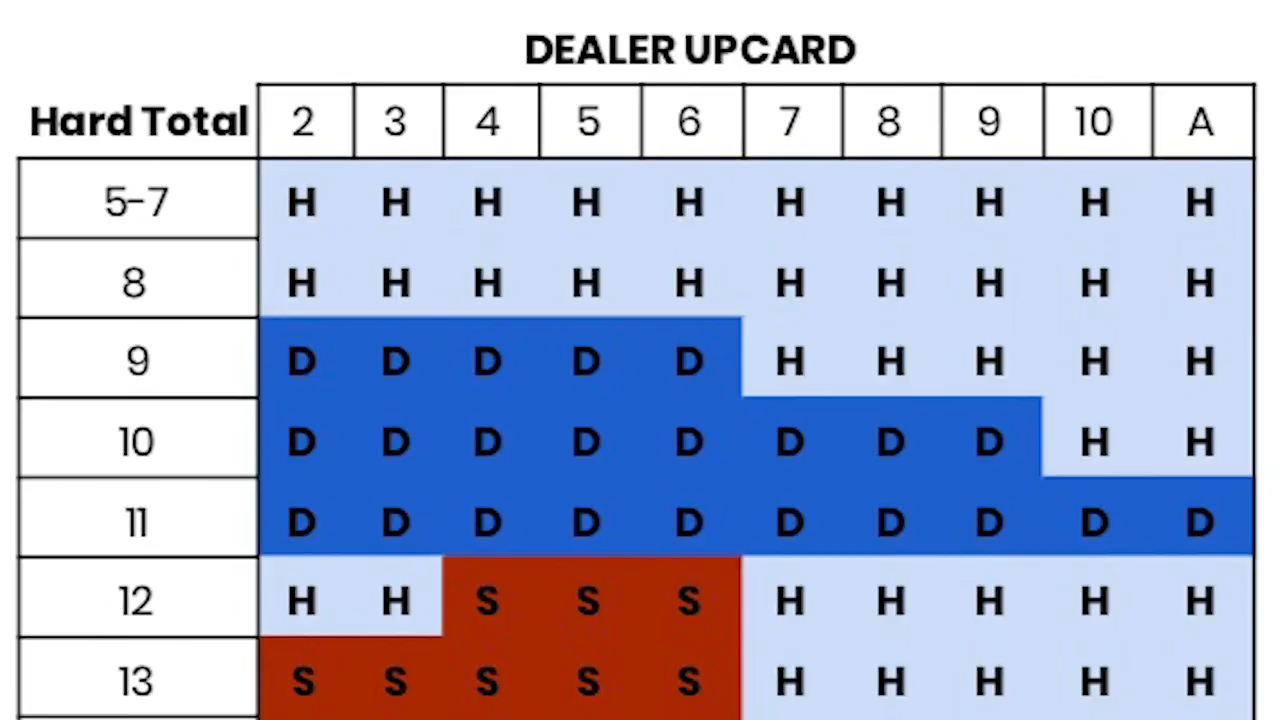 DEALER UPCARD
Hard Total 2 3 4 5 6 7 8 9 10 A
5-7 H H H H H H H H H H
8 H H H H H H H H H H
9 D D D D D H H H H H
10 D D D D D D D D H H
11 D D D D D D D D D D
12 H H S S S H H H H H
13 S S S S S H H H H H